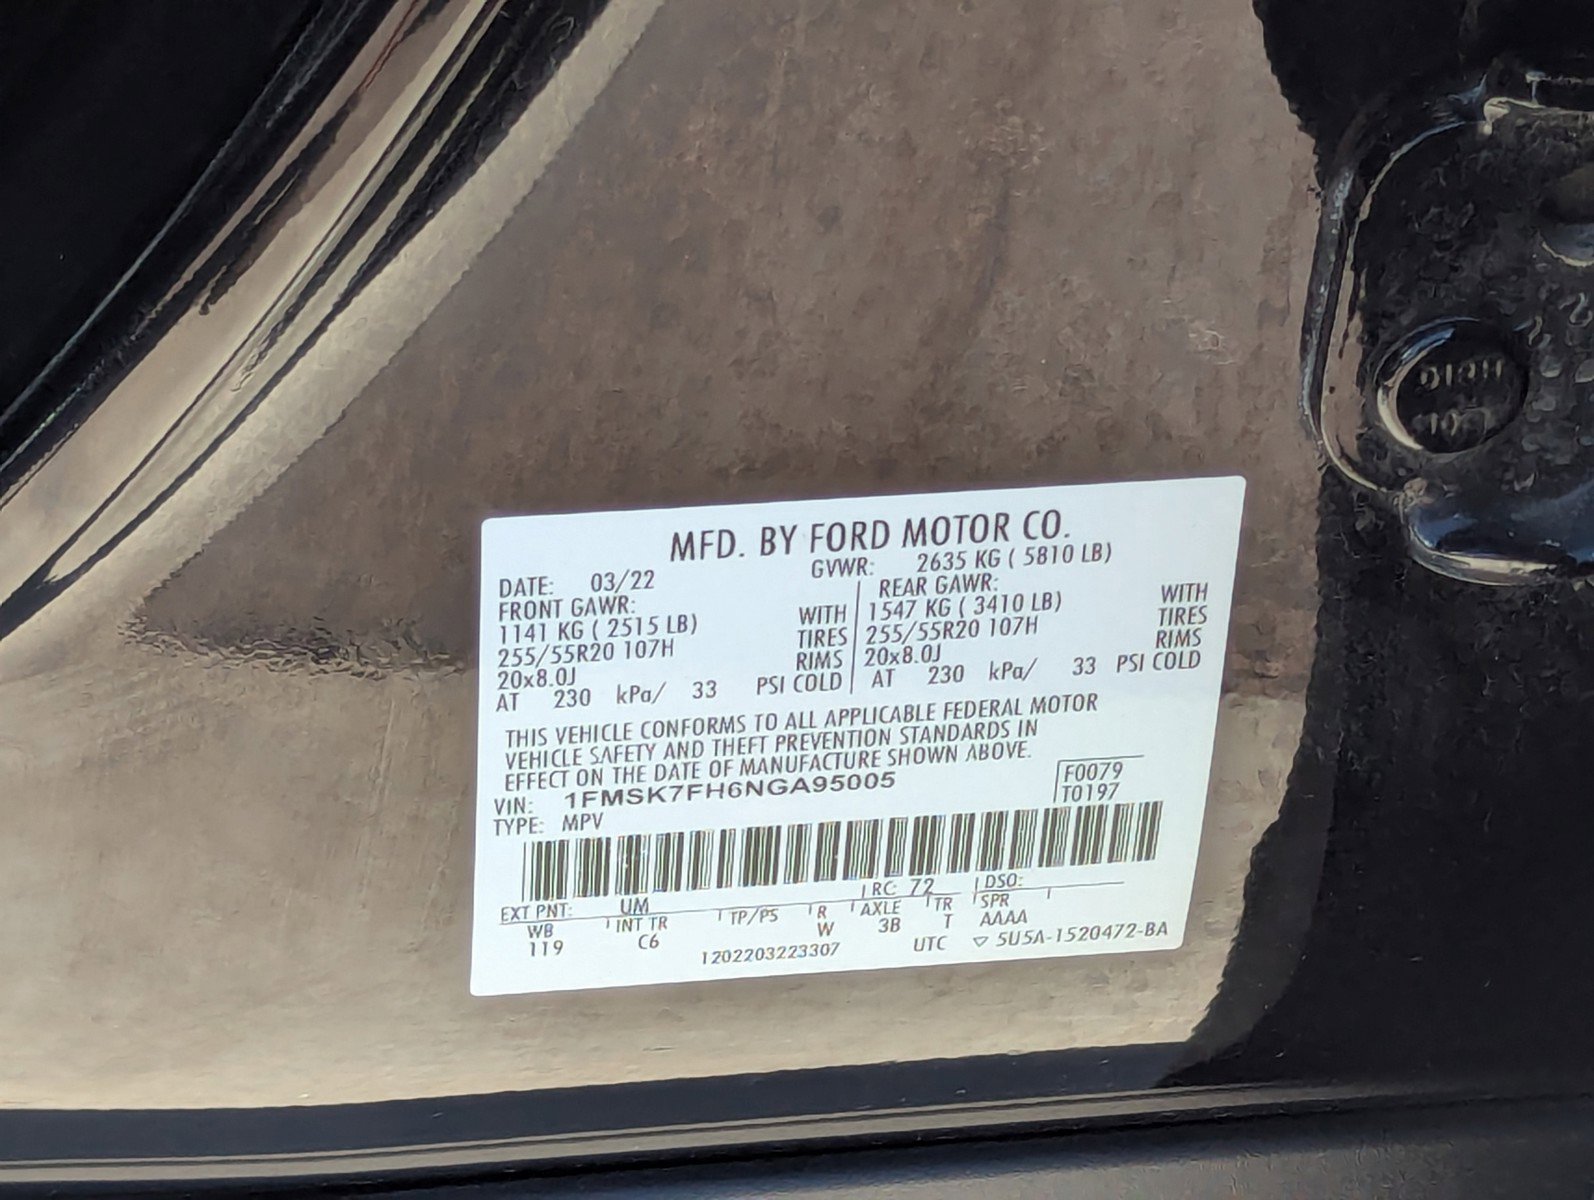 MFD. BY FORD MOTOR CO.
DATE: 03/22 GVWR: 2635 KG ( 5810 LB)
FRONT GAWR: REAR GAWR:
1141 KG ( 2515 LB) WITH 1547 KG ( 3410 LB) WITH
255/55R20 107H TIRES 255/55R20 107H TIRES
20x8.0J RIMS 20x8.0J RIMS
AT 230 kPa/ 33 PSI COLD AT 230 kPa/ 33 PSI COLD
THIS VEHICLE CONFORMS TO ALL APPLICABLE FEDERAL MOTOR
VEHICLE SAFETY AND THEFT PREVENTION STANDARDS IN
EFFECT ON THE DATE OF MANUFACTURE SHOWN ABOVE.
VIN: 1FMSK7FH6NGA95005 F0079
TYPE: MPV T0197
EXT PNT: UM RC: 72 DSO:
WB INT TR TP/PS R AXLE TR SPR
119 C6 W 3B T AAAA
1202203223307 UTC ▽ 5U5A-1520472-BA